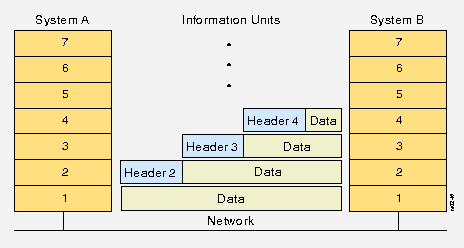 System A Information Units System B
7 7
6 6
5 5
4 Header 4 Data 4
3 Header 3 Data 3
2 Header 2 Data 2
1 Data 1
Network